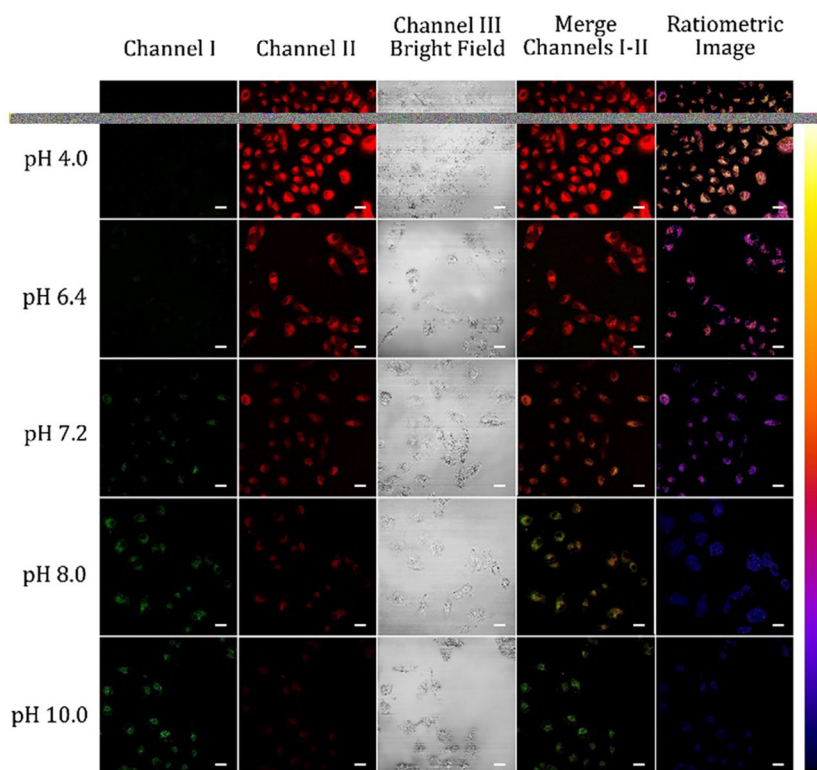 Channel I
Channel II
Channel III
Bright Field
Merge
Channels I-II
Ratiometric
Image
pH 4.0
pH 6.4
pH 7.2
pH 8.0
pH 10.0